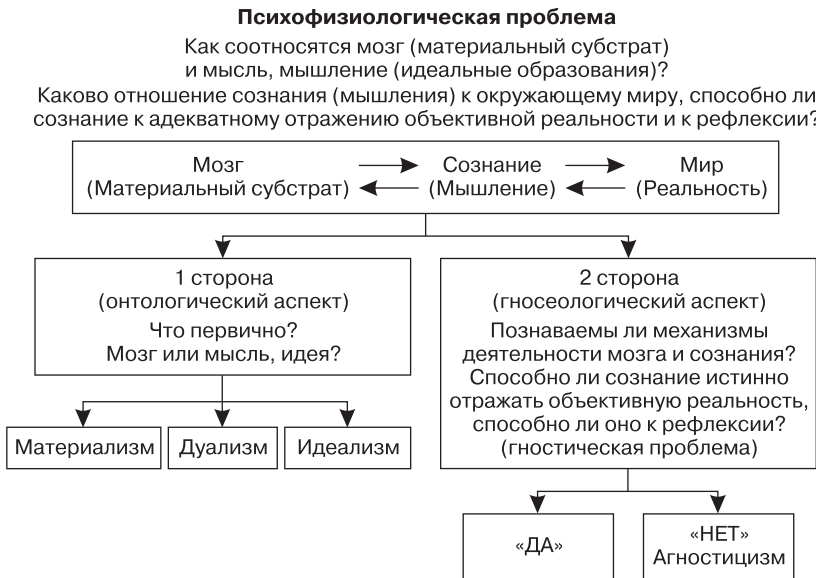 Психофизиологическая проблема
Как соотносятся мозг (материальный субстрат)
и мысль, мышление (идеальные образования)?
Каково отношение сознания (мышления) к окружающему миру, способно ли
сознание к адекватному отражению объективной реальности и к рефлексии?
Мозг
(Материальный субстрат)
Сознание
(Мышление)
Мир
(Реальность)
1 сторона
(онтологический аспект)
Что первично?
Мозг или мысль, идея?
Материализм
Дуализм
Идеализм
2 сторона
(гносеологический аспект)
Познаваемы ли механизмы
деятельности мозга и сознания?
Способно ли сознание истинно
отражать объективную реальность,
способно ли оно к рефлексии?
(гностическая проблема)
«ДА»
«НЕТ»
Агностицизм